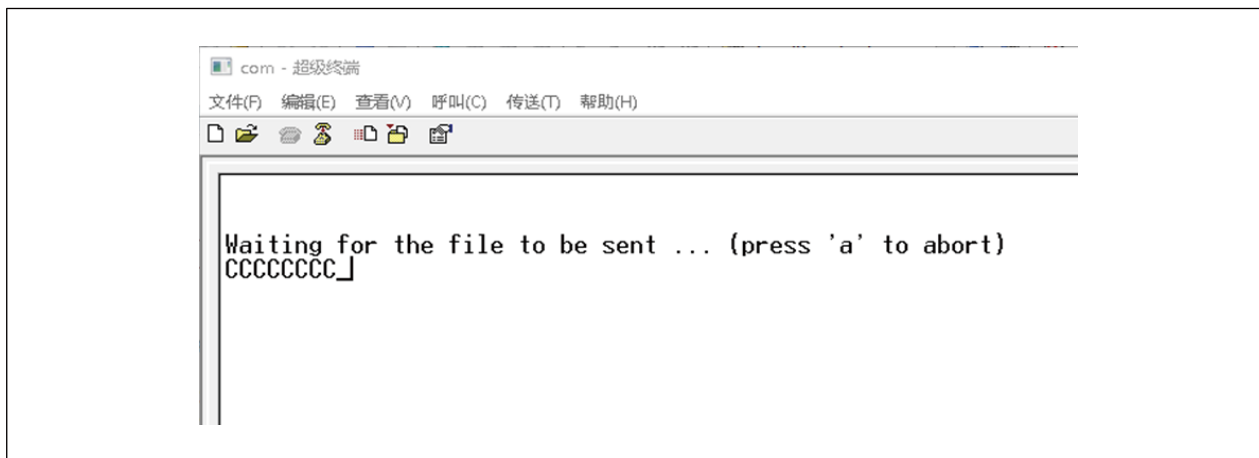 com - 超级终端
文件(F) 编辑(E) 查看(V) 呼叫(C) 传送(T) 帮助(H)
Waiting for the file to be sent ... (press 'a' to abort)
CCCCCCCC_